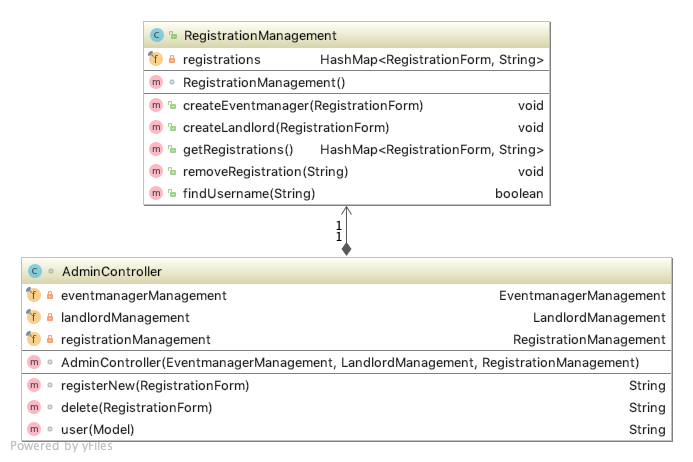 RegistrationManagement
registrations HashMap<RegistrationForm, String>
RegistrationManagement()
createEventmanager(RegistrationForm) void
createLandlord(RegistrationForm) void
getRegistrations() HashMap<RegistrationForm, String>
removeRegistration(String) void
findUsername(String) boolean
1
1
AdminController
eventmanagerManagement EventmanagerManagement
landlordManagement LandlordManagement
registrationManagement RegistrationManagement
AdminController(EventmanagerManagement, LandlordManagement, RegistrationManagement)
registerNew(RegistrationForm) String
delete(RegistrationForm) String
user(Model) String
Powered by yFiles